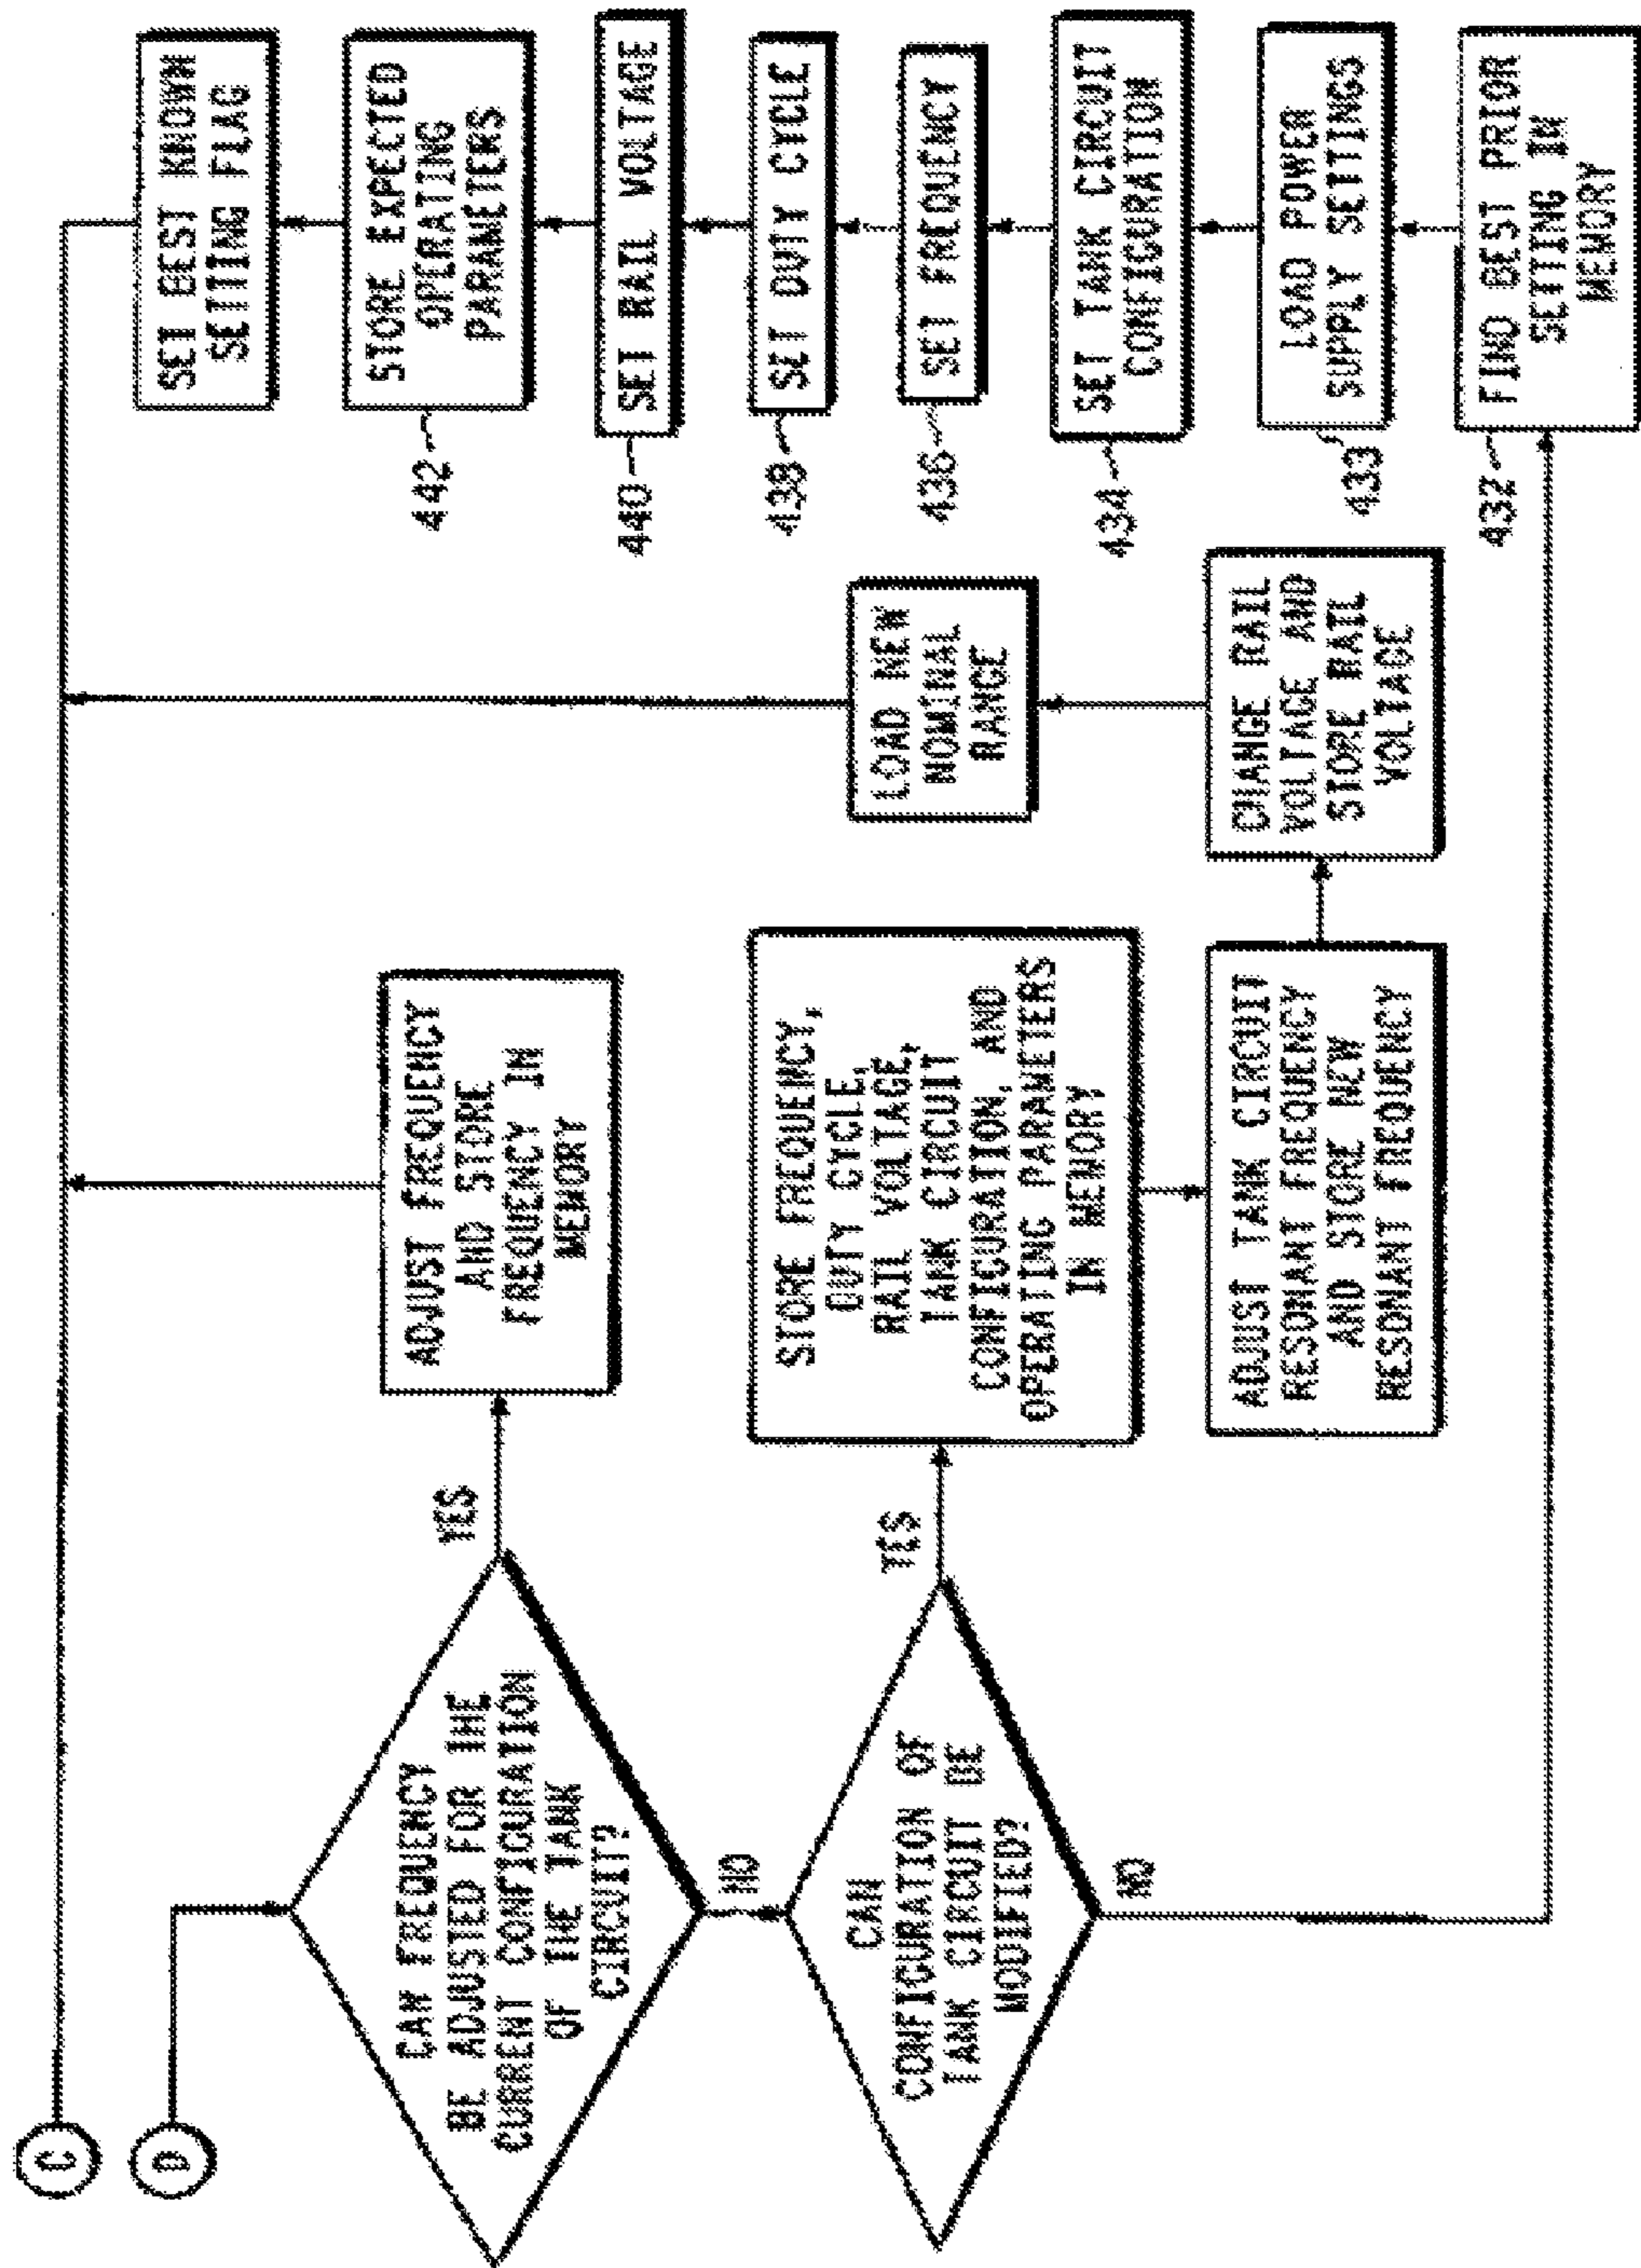 C
D
CAN FREQUENCY
BE ADJUSTED FOR THE
CURRENT CONFIGURATION
OF THE TANK
CIRCUIT?
YES
ADJUST FREQUENCY
AND STORE
FREQUENCY IN
MEMORY
NO
CAN
CONFIGURATION OF
TANK CIRCUIT BE
MODIFIED?
YES
STORE FREQUENCY,
DUTY CYCLE,
RAIL VOLTAGE,
TANK CIRCUIT
CONFIGURATION, AND
OPERATING PARAMETERS
IN MEMORY
NO
ADJUST TANK CIRCUIT
RESONANT FREQUENCY
AND STORE NEW
RESONANT FREQUENCY
CHANGE RAIL
VOLTAGE AND
STORE RAIL
VOLTAGE
LOAD NEW
NOMINAL
RANGE
SET BEST KNOWN
SETTING FLAG
442
STORE EXPECTED
OPERATING
PARAMETERS
440
SET RAIL VOLTAGE
438
SET DUTY CYCLE
436
SET FREQUENCY
434
SET TANK CIRCUIT
CONFIGURATION
433
LOAD POWER
SUPPLY SETTINGS
432
FIND BEST PRIOR
SETTING IN
MEMORY